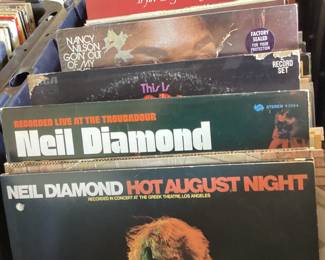 NANCY
WILSON
GOIN' OUT OF
MY
FACTORY
SEALED
FOR YOUR
PROTECTION
RECORD
SET
This Is
RECORDED LIVE AT THE TROUBADOUR
Neil Diamond
NEIL DIAMOND HOT AUGUST NIGHT
RECORDED IN CONCERT AT THE GREEK THEATRE, LOS ANGELES